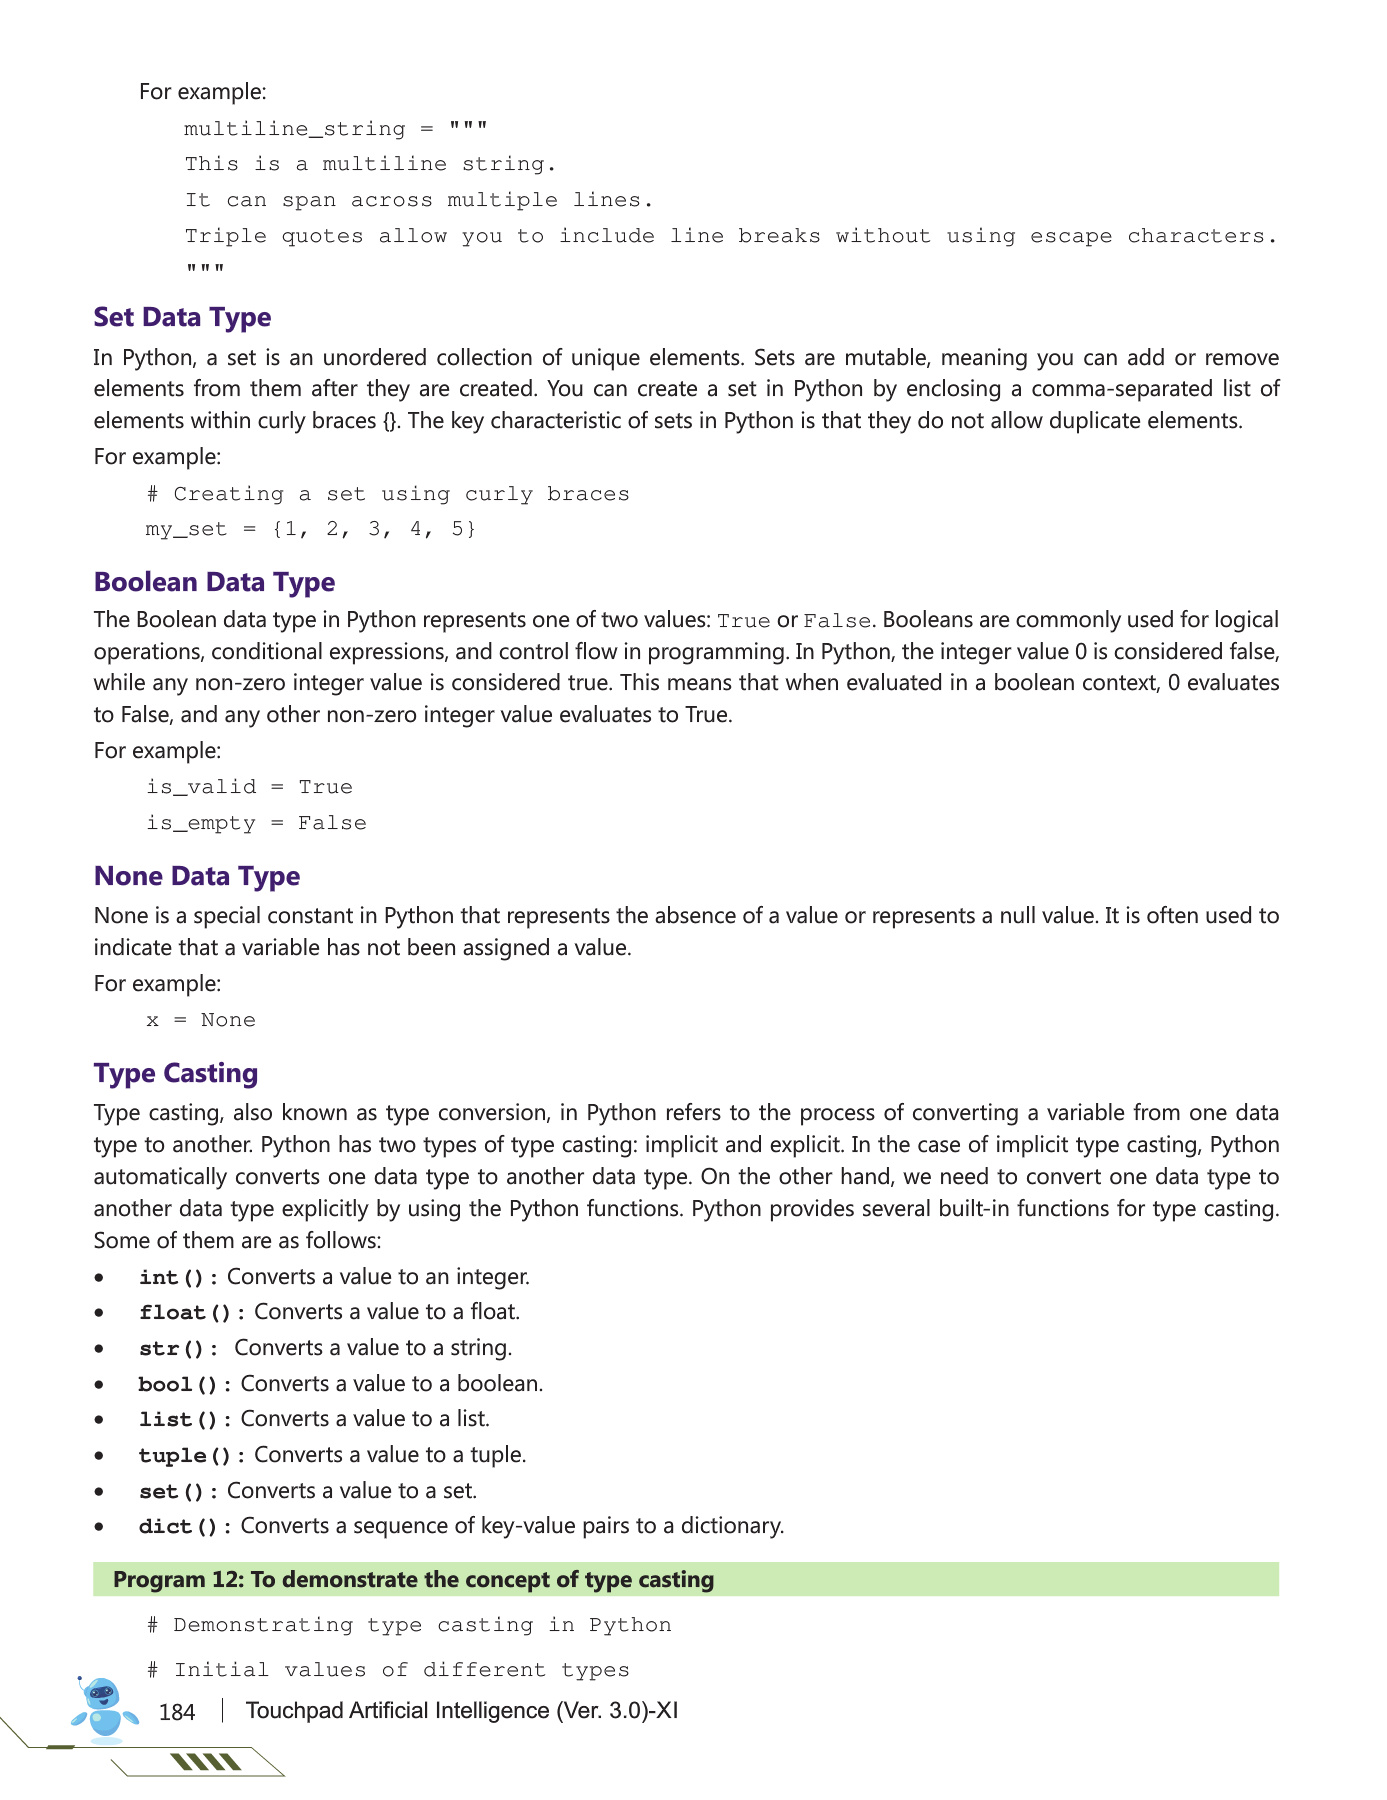 For example:
multiline_string = """
This is a multiline string.
It can span across multiple lines.
Triple quotes allow you to include line breaks without using escape characters.
"""
Set Data Type
In Python, a set is an unordered collection of unique elements. Sets are mutable, meaning you can add or remove
elements from them after they are created. You can create a set in Python by enclosing a comma-separated list of
elements within curly braces {}. The key characteristic of sets in Python is that they do not allow duplicate elements.
For example:
# Creating a set using curly braces
my_set = {1, 2, 3, 4, 5}
Boolean Data Type
The Boolean data type in Python represents one of two values: True or False. Booleans are commonly used for logical
operations, conditional expressions, and control flow in programming. In Python, the integer value 0 is considered false,
while any non-zero integer value is considered true. This means that when evaluated in a boolean context, 0 evaluates
to False, and any other non-zero integer value evaluates to True.
For example:
is_valid = True
is_empty = False
None Data Type
None is a special constant in Python that represents the absence of a value or represents a null value. It is often used to
indicate that a variable has not been assigned a value.
For example:
x = None
Type Casting
Type casting, also known as type conversion, in Python refers to the process of converting a variable from one data
type to another. Python has two types of type casting: implicit and explicit. In the case of implicit type casting, Python
automatically converts one data type to another data type. On the other hand, we need to convert one data type to
another data type explicitly by using the Python functions. Python provides several built-in functions for type casting.
Some of them are as follows:
• int(): Converts a value to an integer.
• float(): Converts a value to a float.
• str(): Converts a value to a string.
• bool(): Converts a value to a boolean.
• list(): Converts a value to a list.
• tuple(): Converts a value to a tuple.
• set(): Converts a value to a set.
• dict(): Converts a sequence of key-value pairs to a dictionary.
Program 12: To demonstrate the concept of type casting
# Demonstrating type casting in Python
# Initial values of different types
184 | Touchpad Artificial Intelligence (Ver. 3.0)-XI